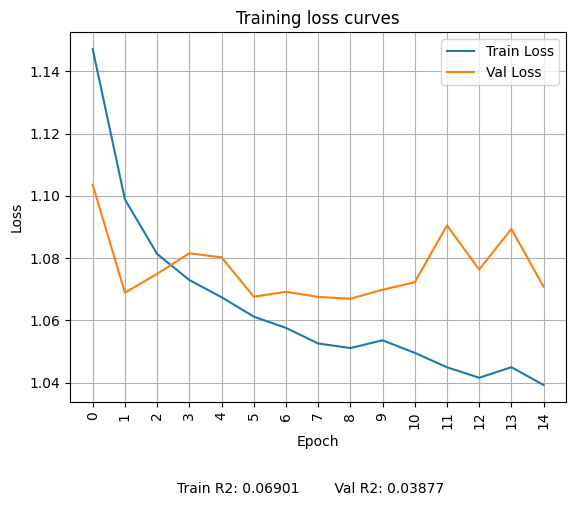 Training loss curves
Train Loss
Val Loss
1.14
1.12
1.10
1.08
1.06
1.04
Loss
0 1 2 3 4 5 6 7 8 9 10 11 12 13 14
Epoch
Train R2: 0.06901 Val R2: 0.03877